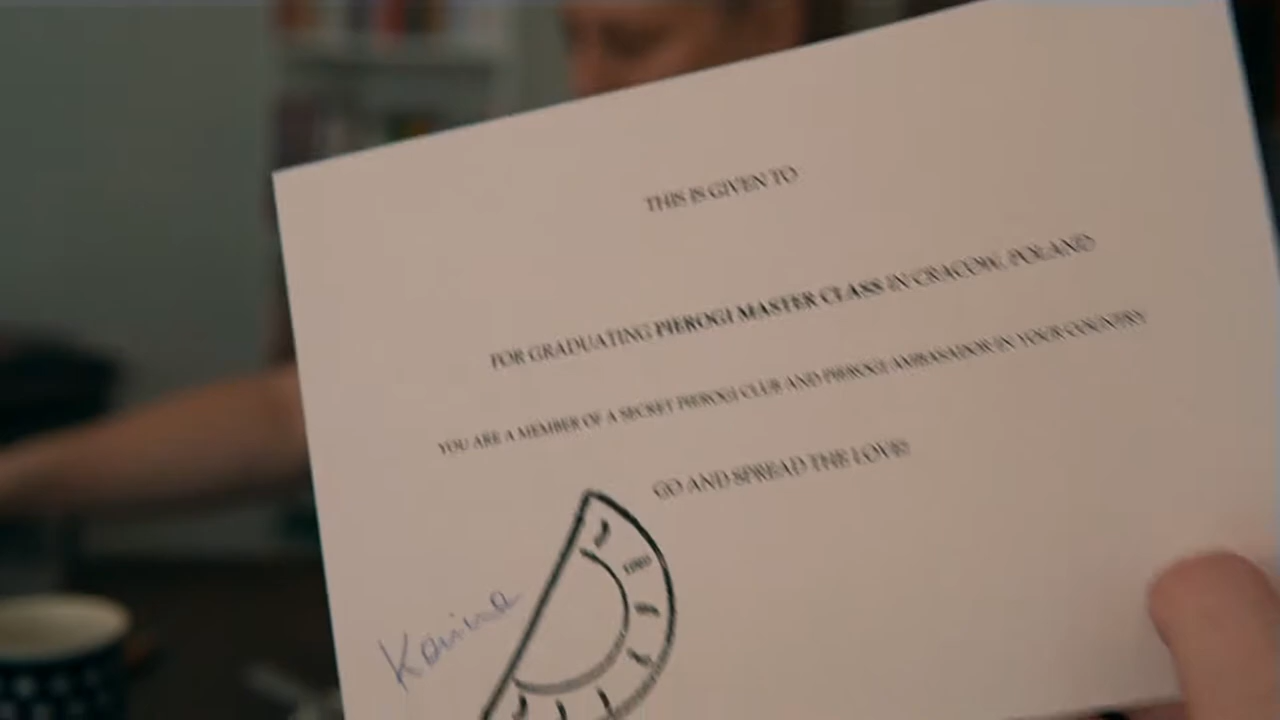 THIS IS GIVEN TO
FOR GRADUATING PIEROGI MASTER CLASS IN CRACOW, POLAND
YOU ARE A MEMBER OF A SECRET PIEROGI CLUB AND PIEROGI AMBASADOR IN YOUR COUNTRY
GO AND SPREAD THE LOVE!
Karina